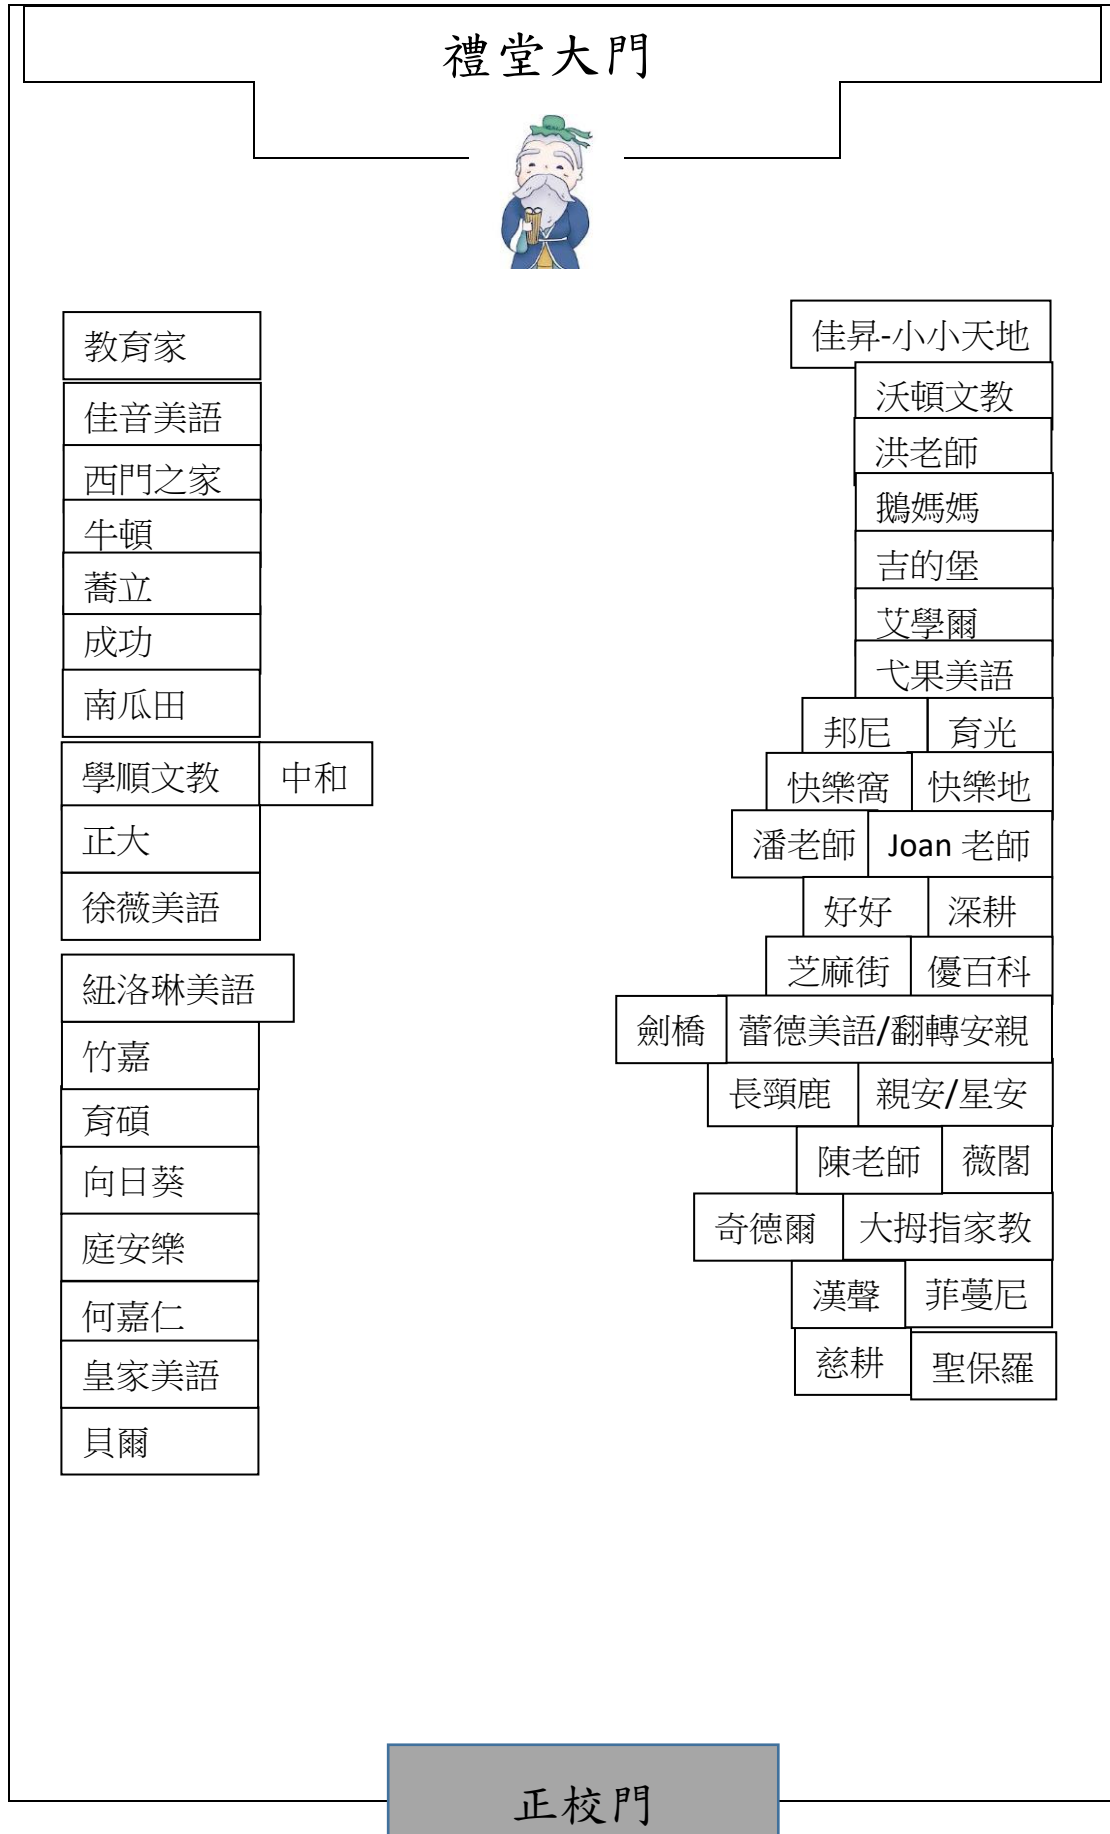 禮堂大門
教育家
佳音美語
西門之家
牛頓
蕎立
成功
南瓜田
學順文教 中和
正大
徐薇美語
紐洛琳美語
竹嘉
育碩
向日葵
庭安樂
何嘉仁
皇家美語
貝爾
佳昇-小小天地
沃頓文教
洪老師
鵝媽媽
吉的堡
艾學爾
弋果美語
邦尼 育光
快樂窩 快樂地
潘老師 Joan 老師
好好 深耕
芝麻街 優百科
劍橋 蕾德美語/翻轉安親
長頸鹿 親安/星安
陳老師 薇閣
奇德爾 大拇指家教
漢聲 菲蔓尼
慈耕 聖保羅
正校門